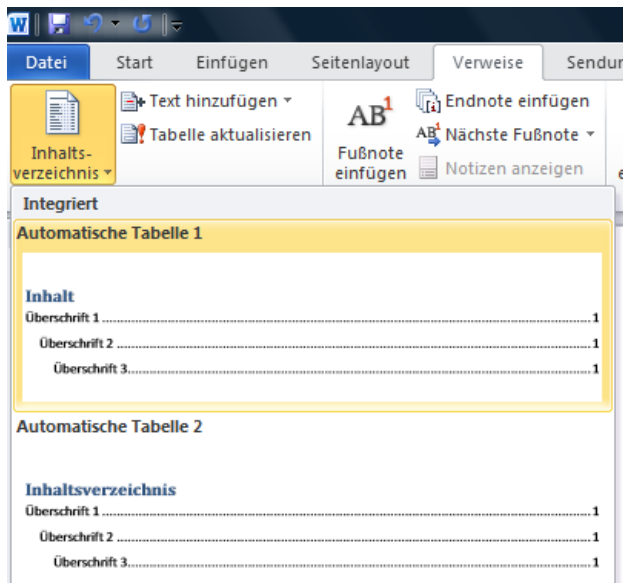 W
Datei Start Einfügen Seitenlayout Verweise Sendun
Inhalts-
verzeichnis
Text hinzufügen
Tabelle aktualisieren
AB1
Fußnote
einfügen
Endnote einfügen
AB1 Nächste Fußnote
Notizen anzeigen
e
Integriert
Automatische Tabelle 1
Inhalt
Überschrift 1 ........................................................ 1
Überschrift 2 ........................................................ 1
Überschrift 3........................................................ 1
Automatische Tabelle 2
Inhaltsverzeichnis
Überschrift 1 ........................................................ 1
Überschrift 2 ........................................................ 1
Überschrift 3........................................................ 1